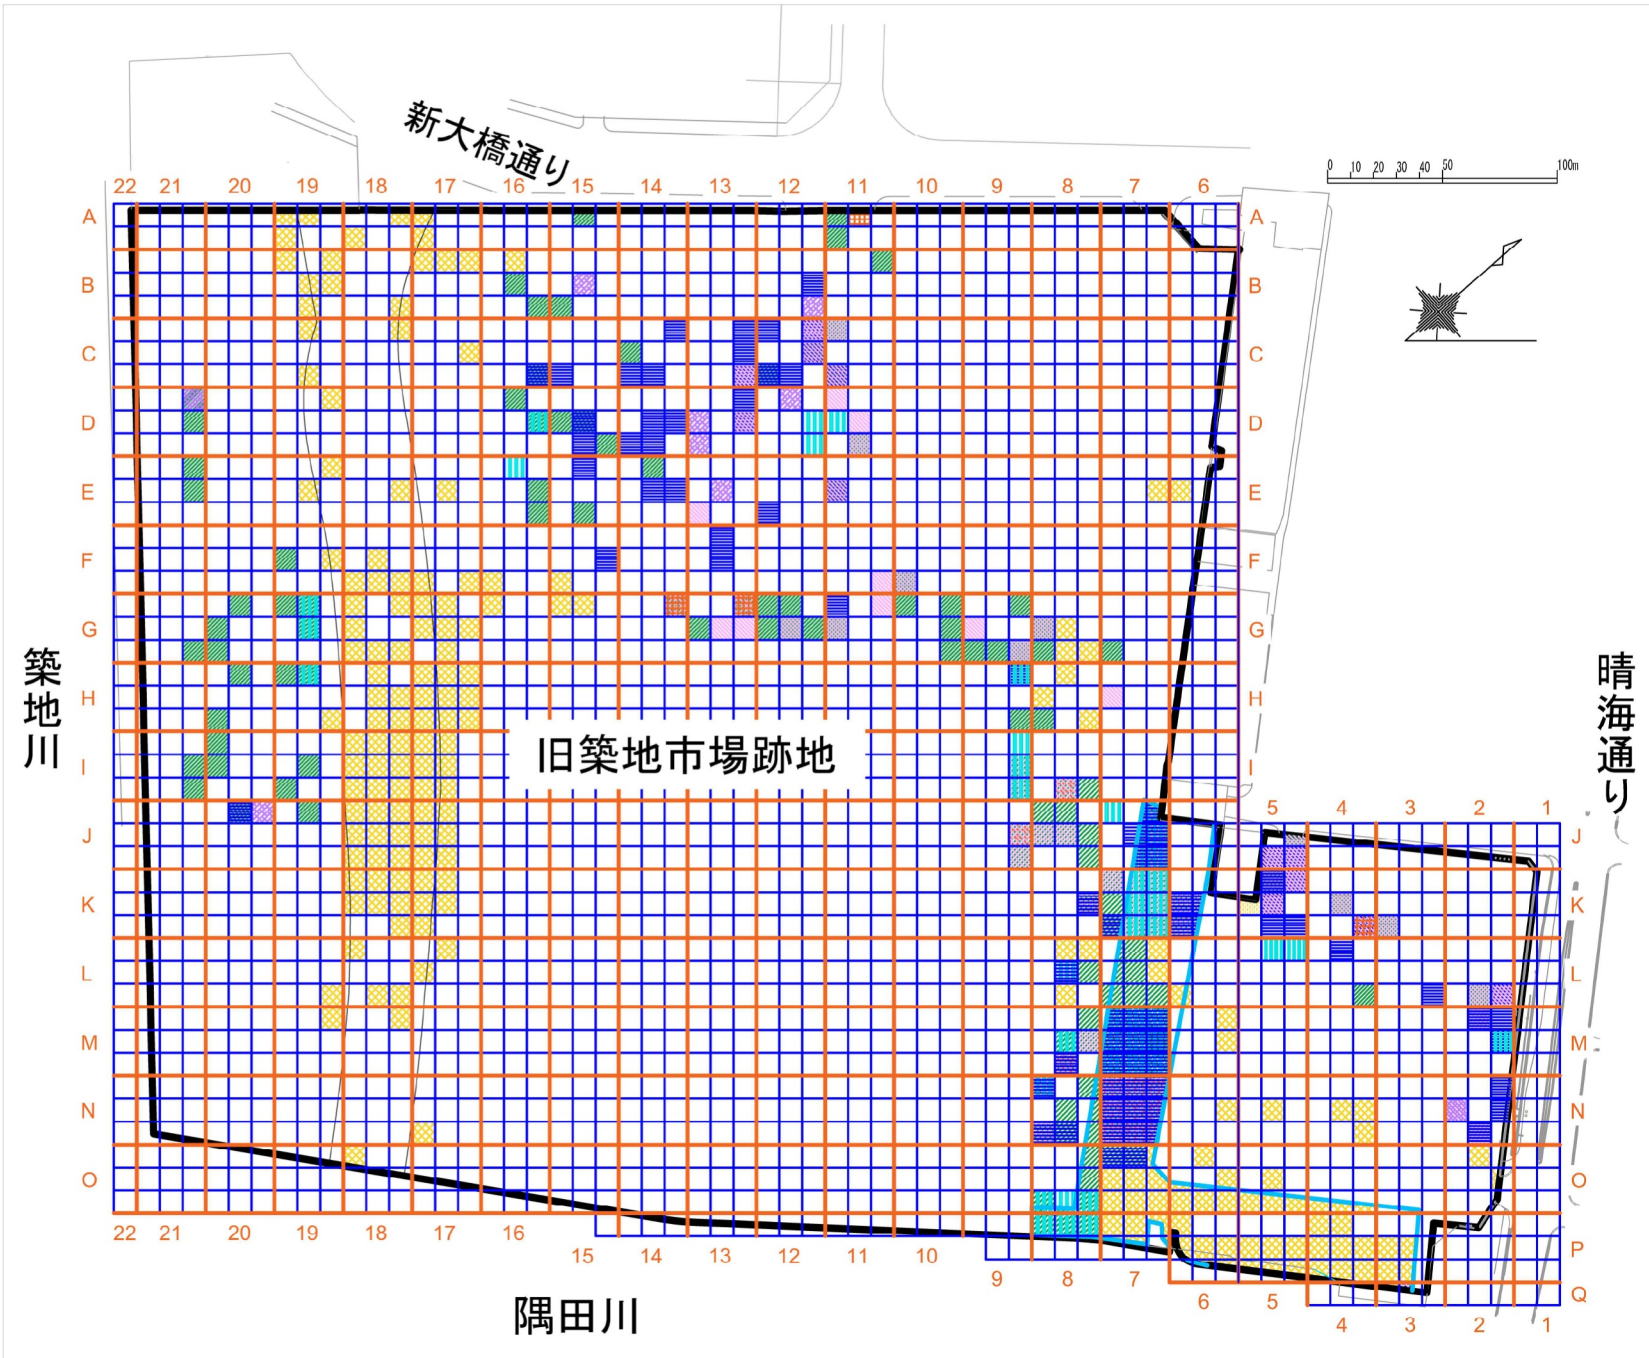 新大橋通り
0 10 20 30 40 50 100m
22 21 20 19 18 17 16 15 14 13 12 11 10 9 8 7 6
A A
B B
C C
D D
E E
F F
G G
築地川
晴海通り
H H
旧築地市場跡地
I I
5 4 3 2 1
J J
K K
L L
M M
N N
O O
22 21 20 19 18 17 16
15 14 13 12 11 10
P
9 8 7
6 5
Q
4 3 2 1
隅田川